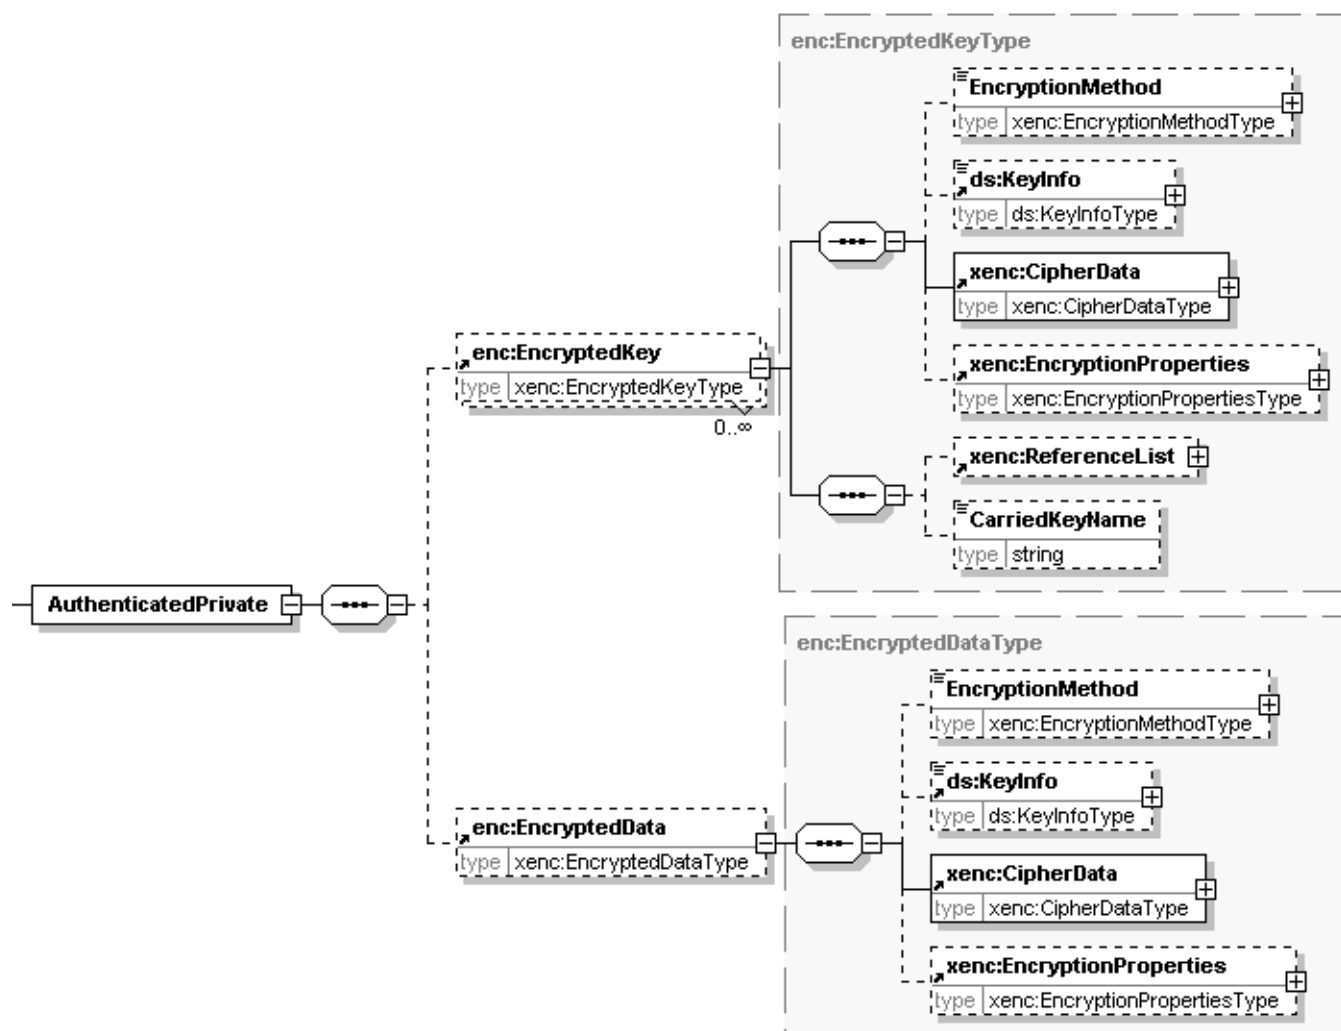 enc:EncryptedKeyType
EncryptionMethod
type xenc:EncryptionMethodType
ds:KeyInfo
type ds:KeyInfoType
xenc:CipherData
type xenc:CipherDataType
enc:EncryptedKey
type xenc:EncryptedKeyType
0..∞
xenc:EncryptionProperties
type xenc:EncryptionPropertiesType
xenc:ReferenceList
CarriedKeyName
type string
AuthenticatedPrivate
enc:EncryptedDataType
EncryptionMethod
type xenc:EncryptionMethodType
ds:KeyInfo
type ds:KeyInfoType
enc:EncryptedData
type xenc:EncryptedDataType
xenc:CipherData
type xenc:CipherDataType
xenc:EncryptionProperties
type xenc:EncryptionPropertiesType